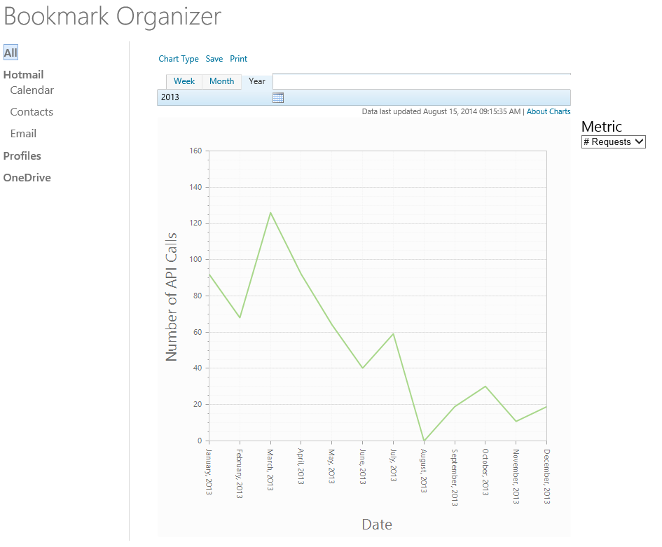 Bookmark Organizer
All
Hotmail
Calendar
Contacts
Email
Profiles
OneDrive
Chart Type Save Print
Week Month Year
2013
Data last updated August 15, 2014 09:15:35 AM | About Charts
Metric
# Requests
Number of API Calls
160
140
120
100
80
60
40
20
0
January, 2013
February, 2013
March, 2013
April, 2013
May, 2013
June, 2013
July, 2013
August, 2013
September, 2013
October, 2013
November, 2013
December, 2013
Date